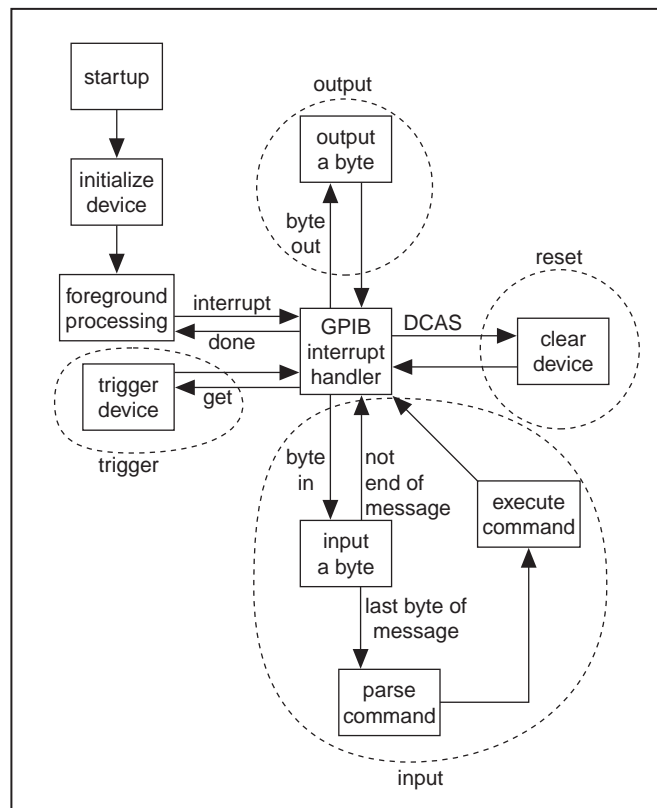 startup
output
output
a byte
initialize
device
byte
out
reset
foreground
processing
interrupt
done
GPIB
interrupt
handler
DCAS
clear
device
trigger
device
get
trigger
byte
in
not
end of
message
execute
command
input
a byte
last byte of
message
parse
command
input